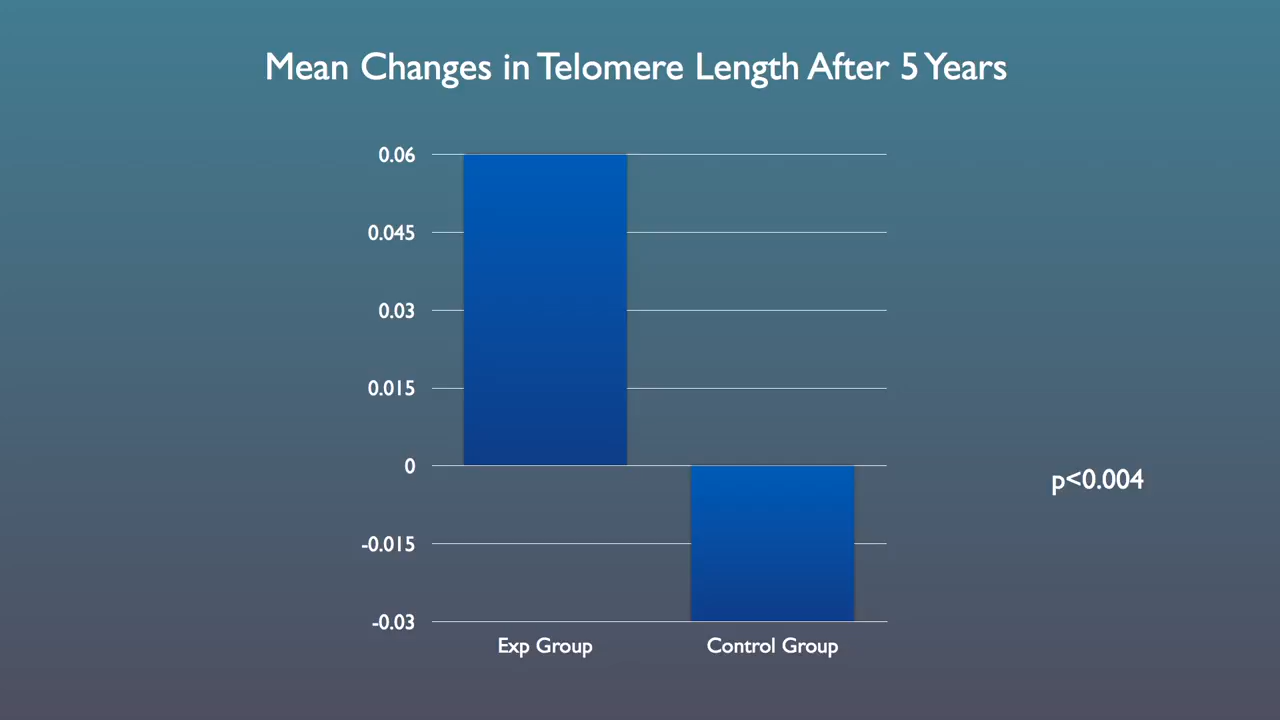 Mean Changes in Telomere Length After 5 Years
0.06
0.045
0.03
0.015
0
p<0.004
-0.015
-0.03
Exp Group
Control Group